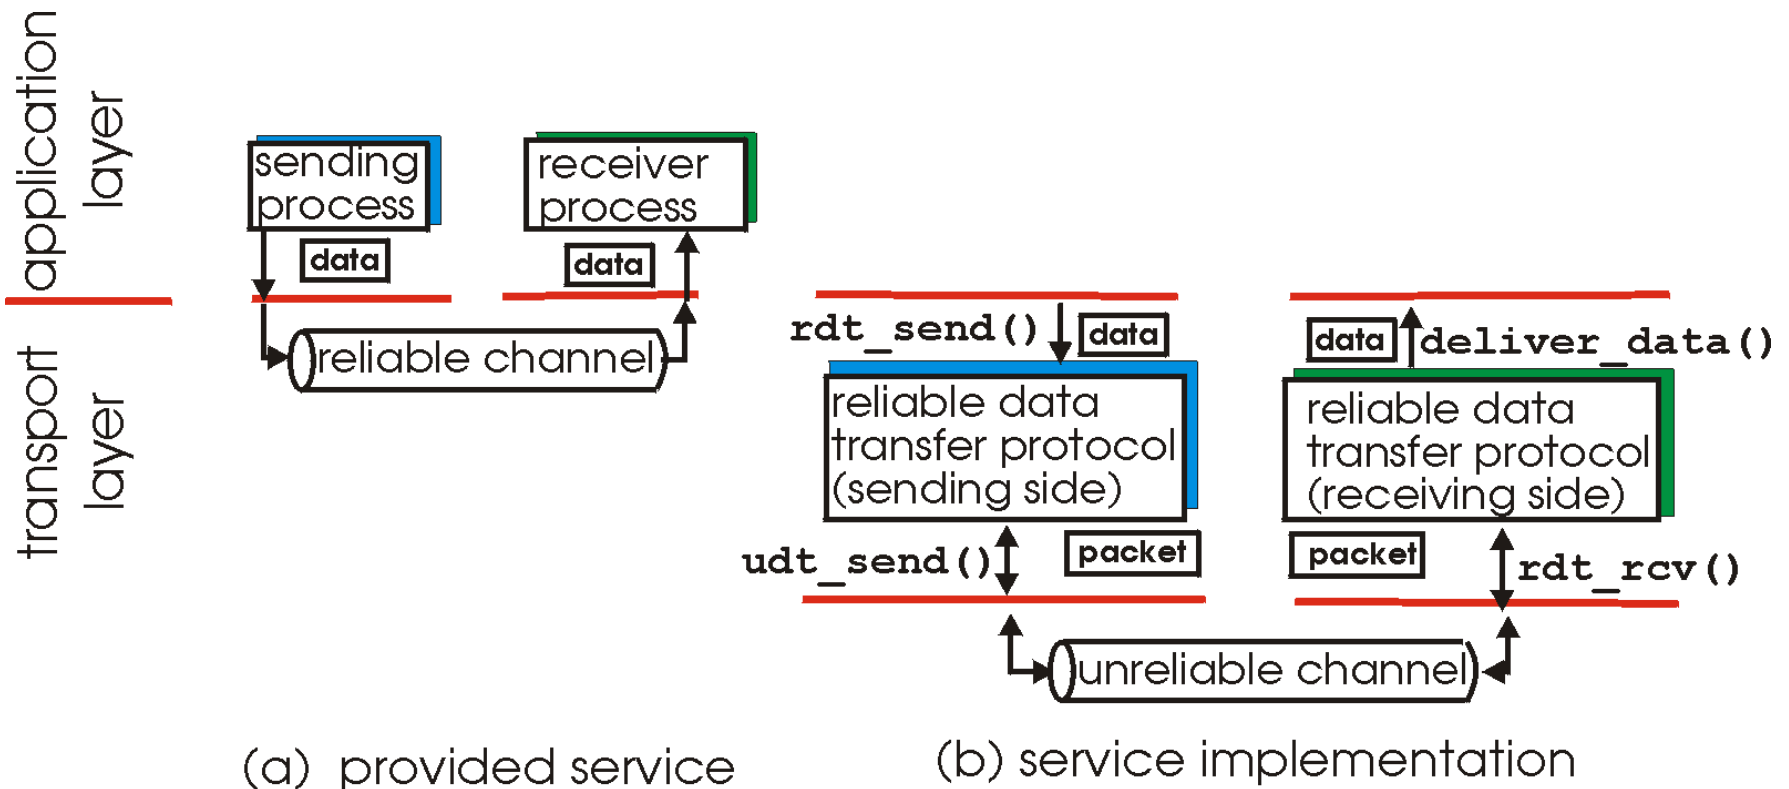 application
layer
transport
layer
sending
process
data
receiver
process
data
reliable channel
(a) provided service
rdt_send()
data
reliable data
transfer protocol
(sending side)
udt_send()
packet
data
deliver_data()
reliable data
transfer protocol
(receiving side)
packet
rdt_rcv()
unreliable channel
(b) service implementation